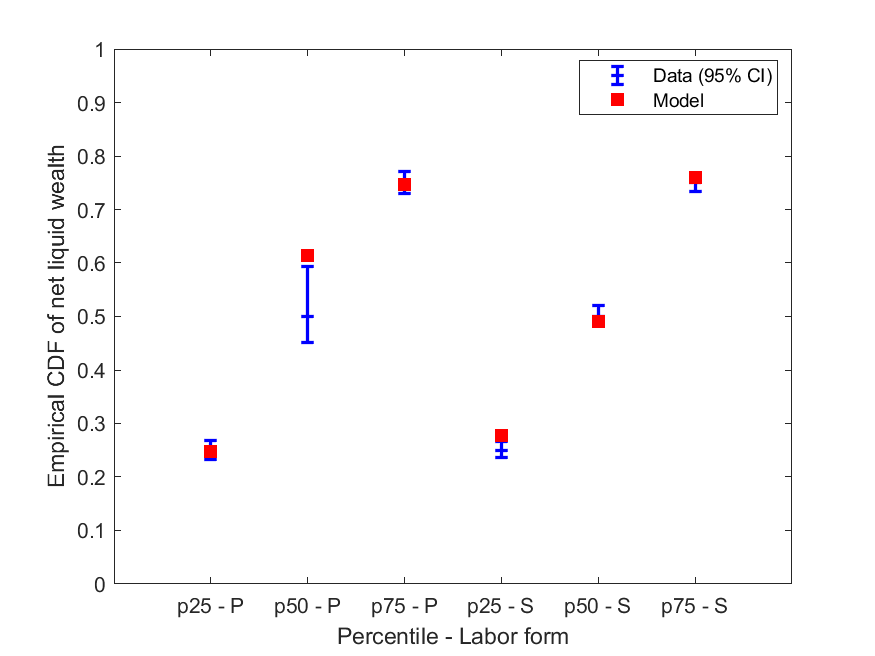 1
0.9
0.8
0.7
0.6
0.5
0.4
0.3
0.2
0.1
0
Empirical CDF of net liquid wealth
Data (95% CI)
Model
p25 - P p50 - P p75 - P p25 - S p50 - S p75 - S
Percentile - Labor form